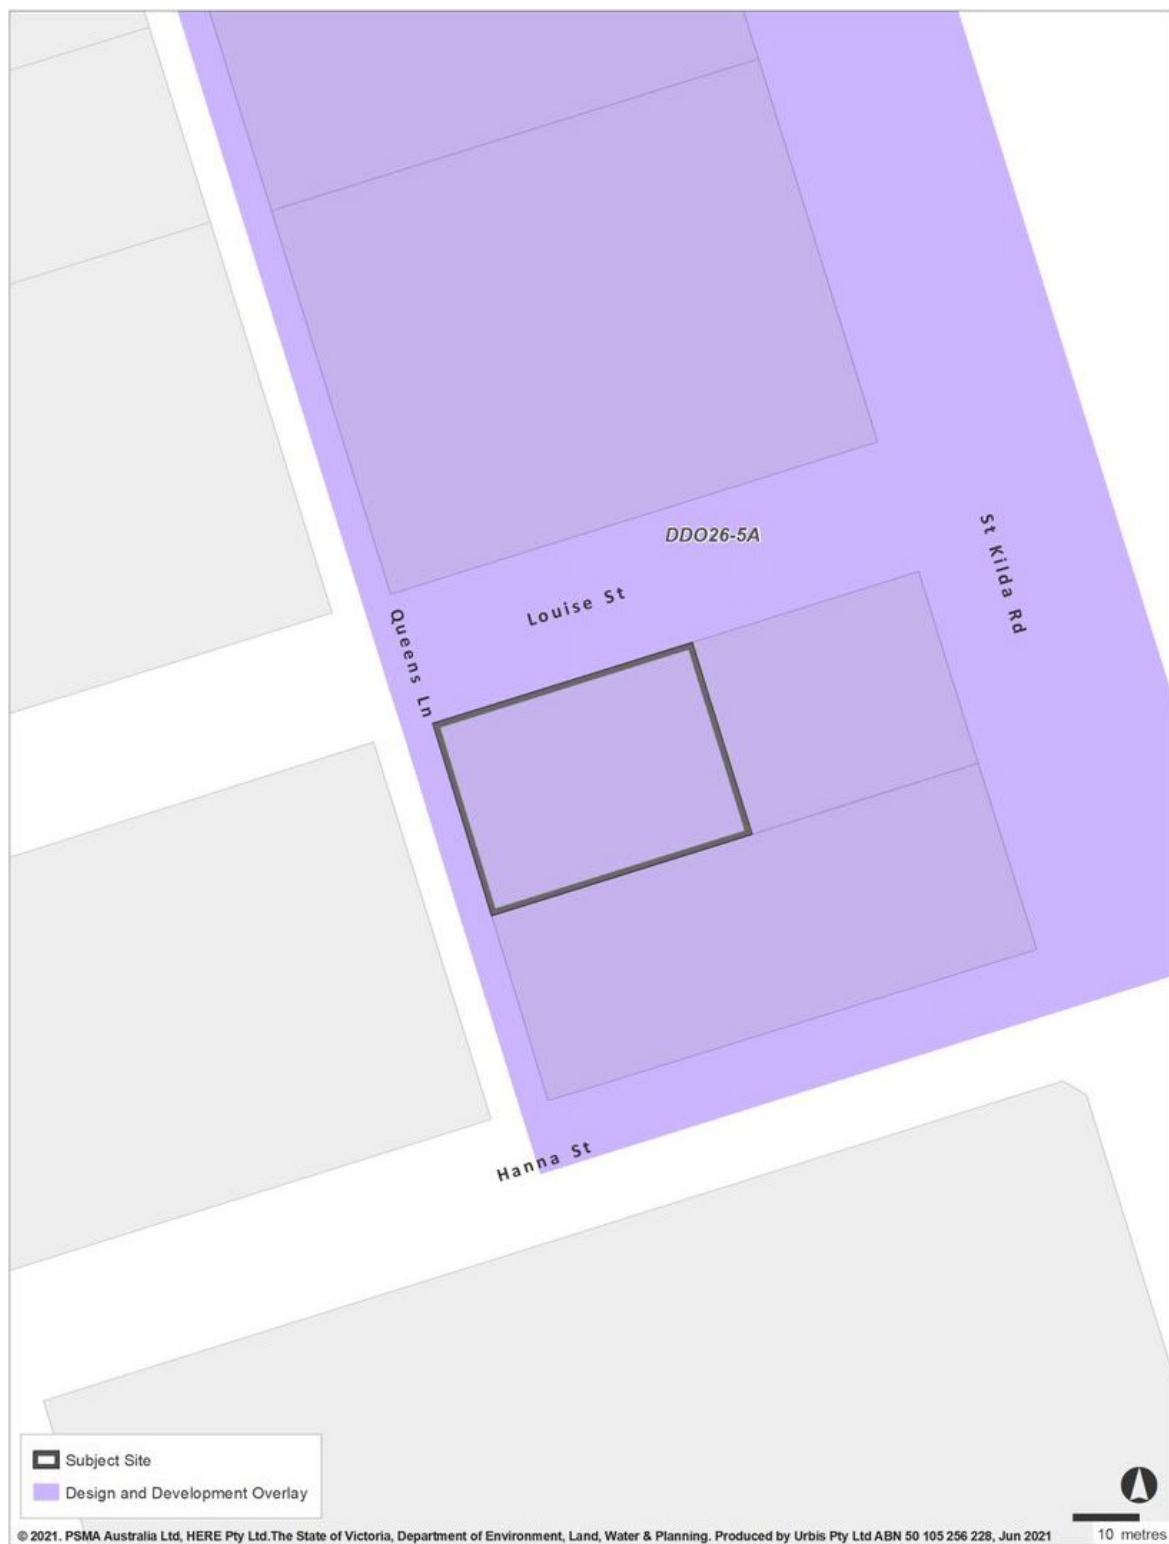 DDO26-5A
St Kilda Rd
Louise St
Queens Ln
Hanna St
Subject Site
Design and Development Overlay
© 2021. PSMA Australia Ltd, HERE Pty Ltd.The State of Victoria, Department of Environment, Land, Water & Planning. Produced by Urbis Pty Ltd ABN 50 105 256 228, Jun 2021
10 metres